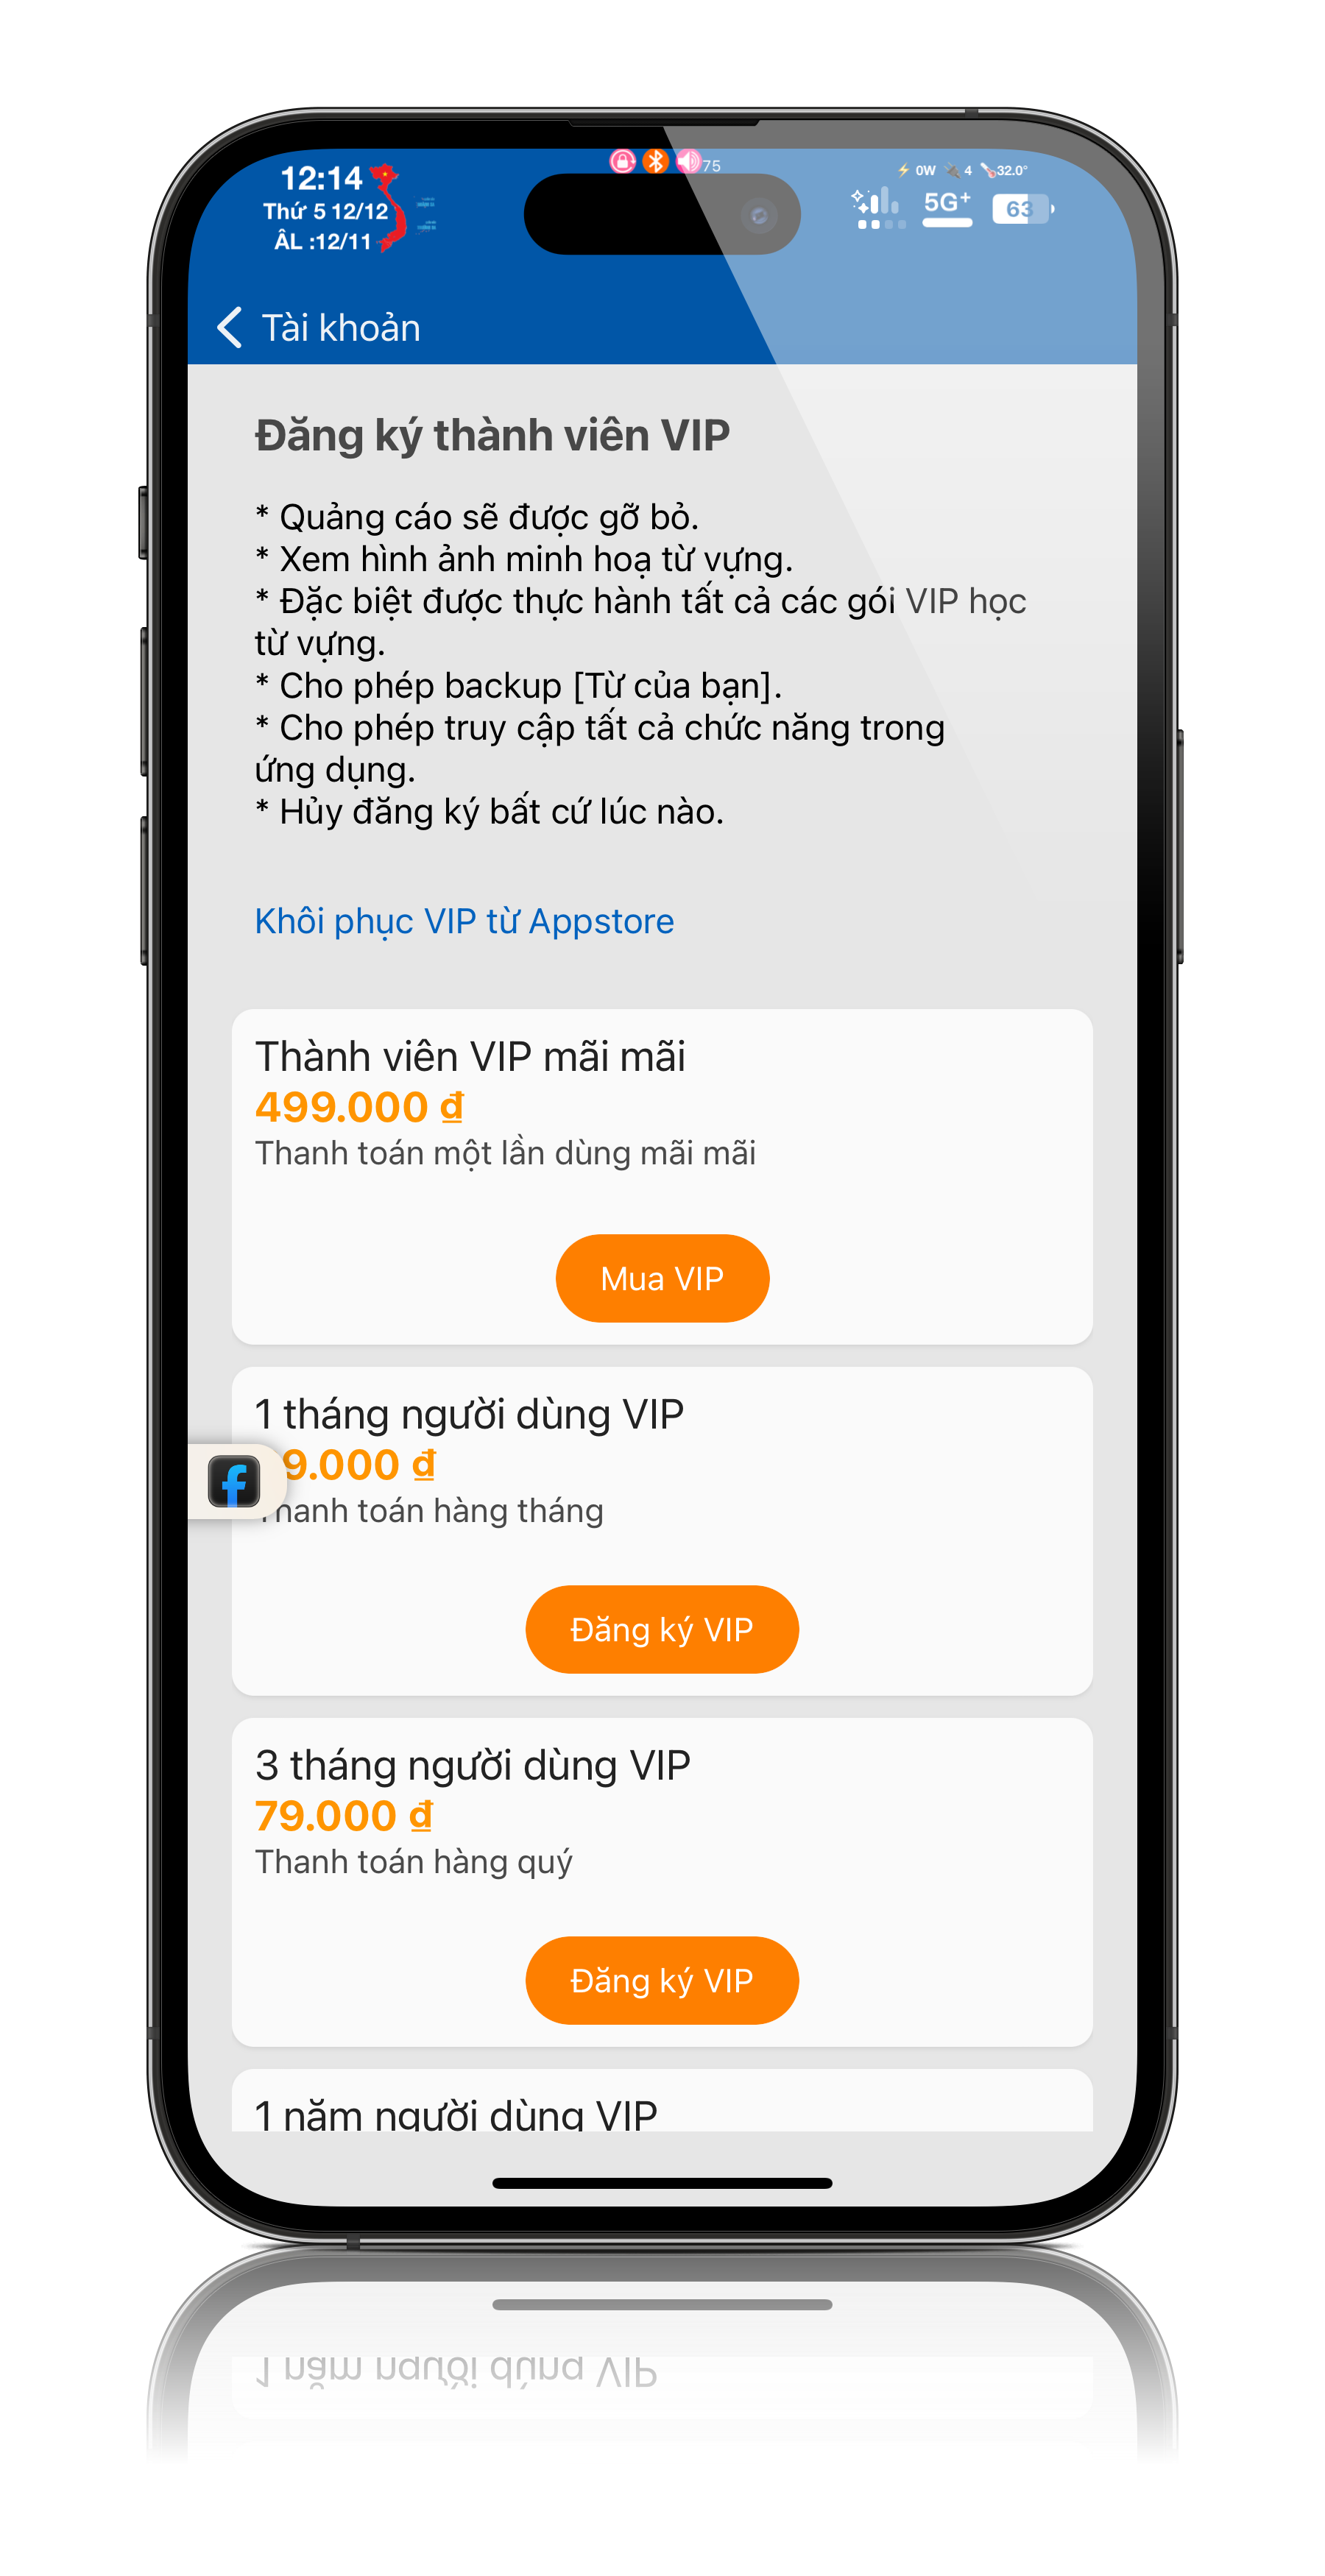 75
⚡ 0W 🔌 4 🌡️32.0°
12:14
Thứ 5 12/12
ÂL :12/11
5G+
63
Tài khoản
Đăng ký thành viên VIP
* Quảng cáo sẽ được gỡ bỏ.
* Xem hình ảnh minh hoạ từ vựng.
* Đặc biệt được thực hành tất cả các gói VIP học
từ vựng.
* Cho phép backup [Từ của bạn].
* Cho phép truy cập tất cả chức năng trong
ứng dụng.
* Hủy đăng ký bất cứ lúc nào.
Khôi phục VIP từ Appstore
Thành viên VIP mãi mãi
499.000 ₫
Thanh toán một lần dùng mãi mãi
Mua VIP
1 tháng người dùng VIP
9.000 ₫
Thanh toán hàng tháng
Đăng ký VIP
3 tháng người dùng VIP
79.000 ₫
Thanh toán hàng quý
Đăng ký VIP
1 năm người dùng VIP